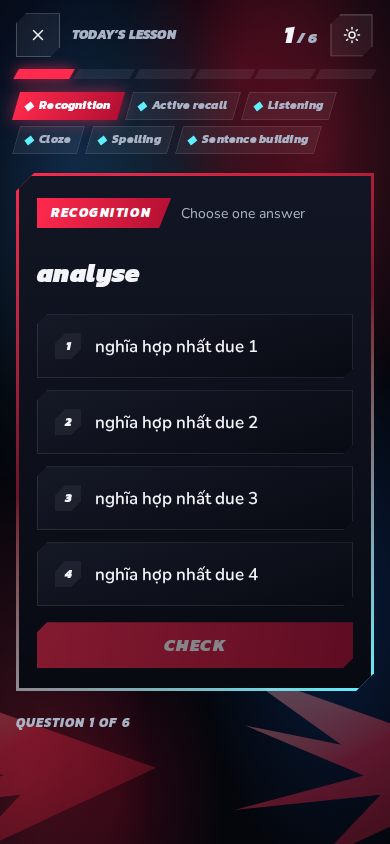 TODAY'S LESSON
1 / 6
Recognition
Active recall
Listening
Cloze
Spelling
Sentence building
RECOGNITION
Choose one answer
analyse
1 nghĩa hợp nhất due 1
2 nghĩa hợp nhất due 2
3 nghĩa hợp nhất due 3
4 nghĩa hợp nhất due 4
CHECK
QUESTION 1 OF 6